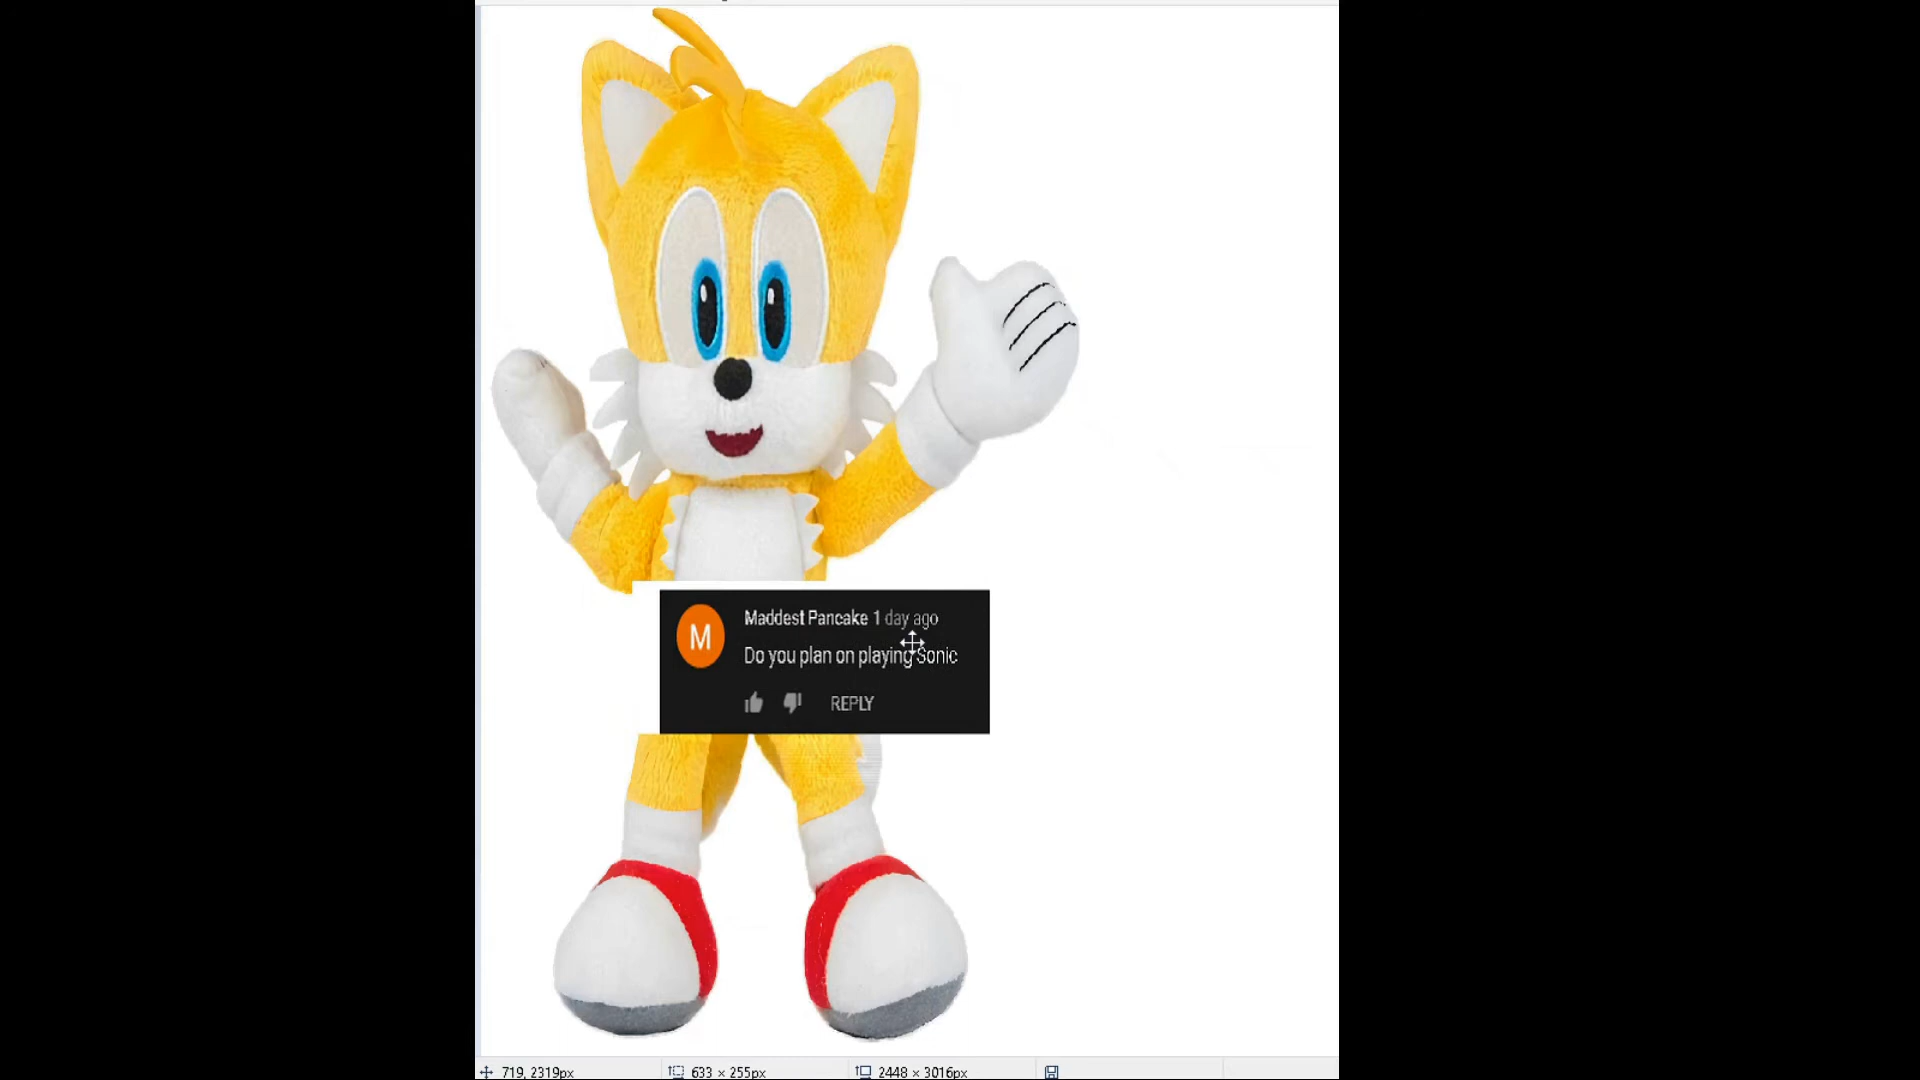 M
Maddest Pancake 1 day ago
Do you plan on playing Sonic
REPLY
719, 2319px
633 × 255px
2448 × 3016px